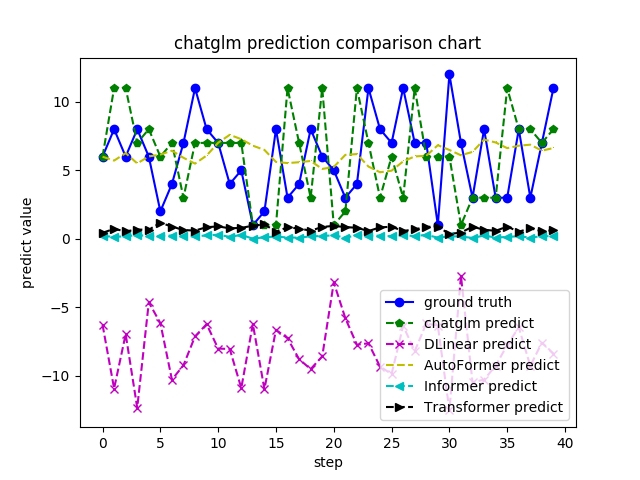 chatglm prediction comparison chart
predict value
10
5
0
−5
−10
ground truth
chatglm predict
DLinear predict
AutoFormer predict
Informer predict
Transformer predict
0 5 10 15 20 25 30 35 40
step